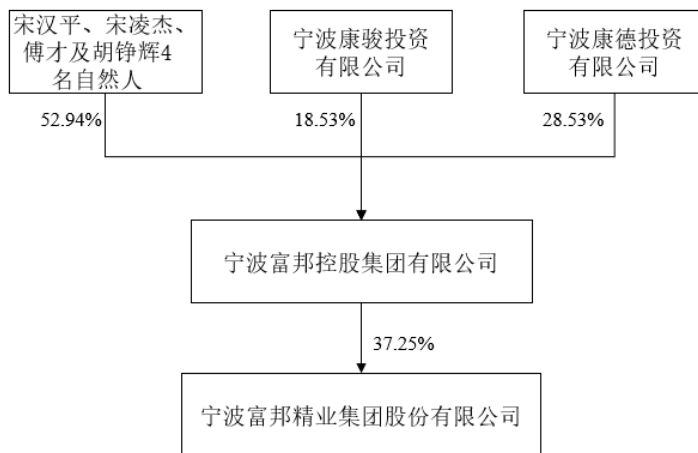 宋汉平、宋凌杰、
傅才及胡铮辉4
名自然人
宁波康骏投资
有限公司
宁波康德投资
有限公司
52.94%
18.53%
28.53%
宁波富邦控股集团有限公司
37.25%
宁波富邦精业集团股份有限公司